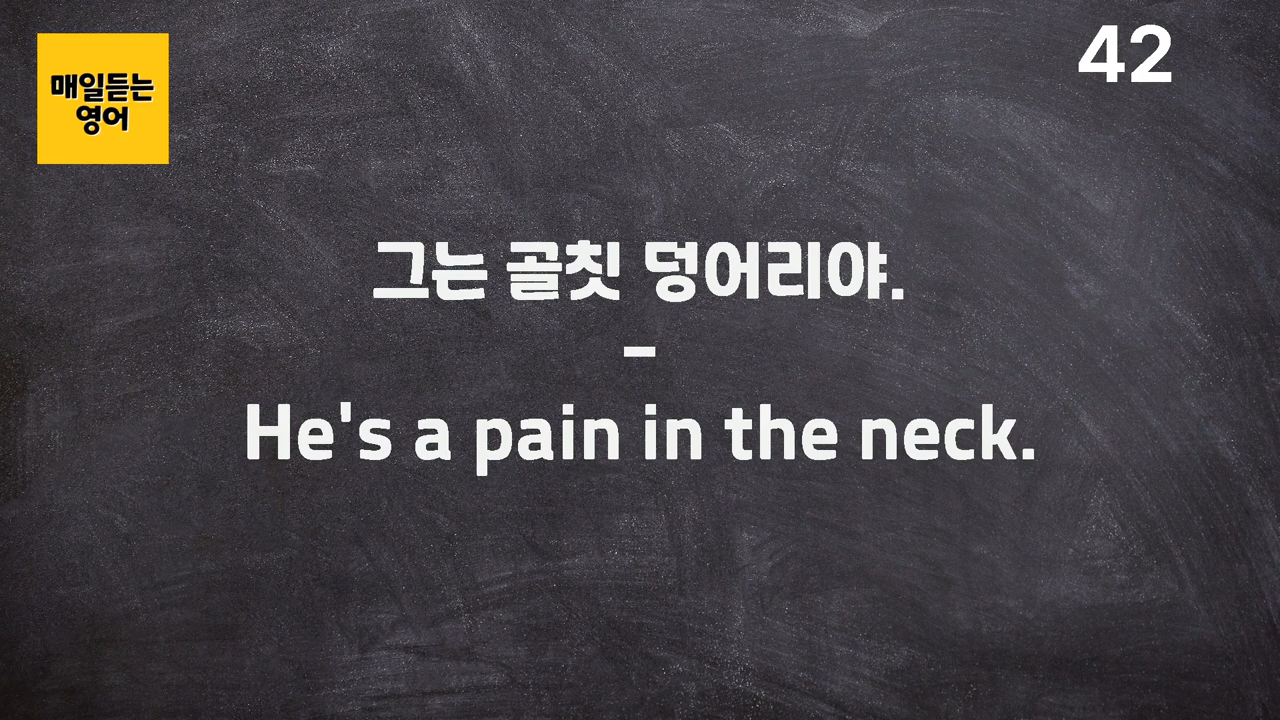 매일듣는
영어
42
그는 골칫 덩어리야.
–
He's a pain in the neck.